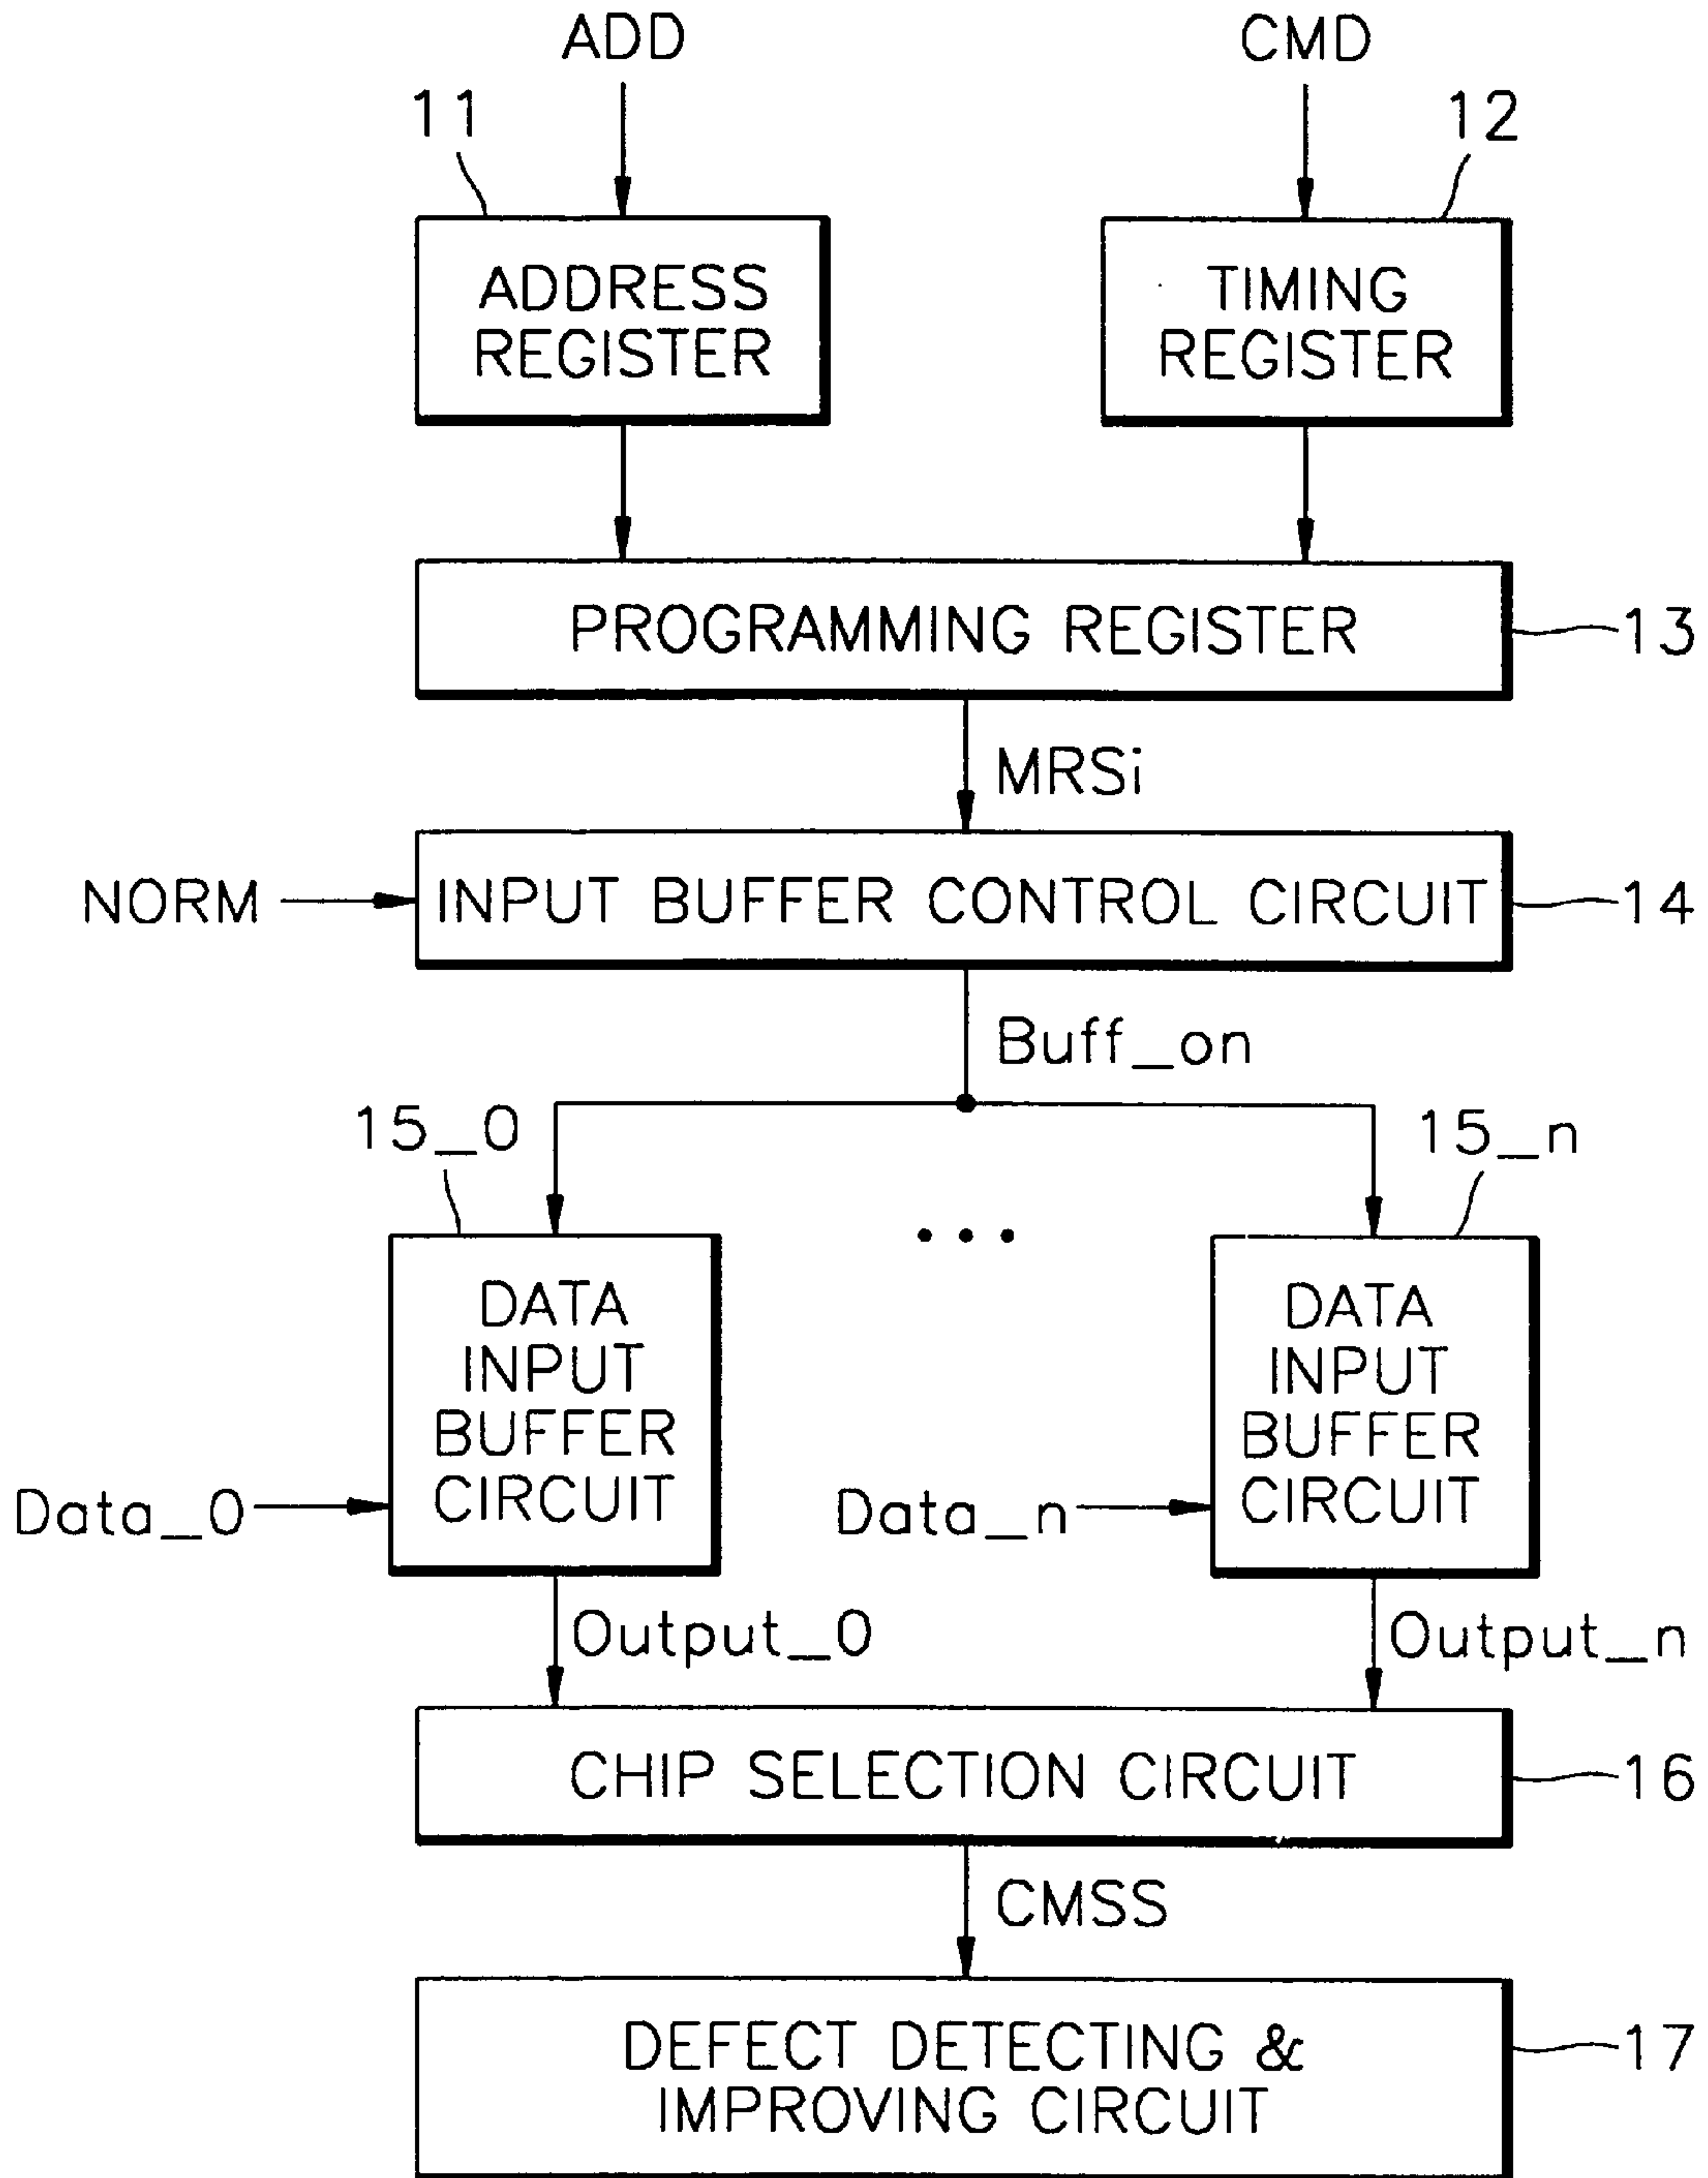 ADD
CMD
11
12
ADDRESS
REGISTER
TIMING
REGISTER
PROGRAMMING REGISTER
13
MRSi
NORM
INPUT BUFFER CONTROL CIRCUIT
14
Buff_on
15_0
15_n
DATA
INPUT
BUFFER
CIRCUIT
DATA
INPUT
BUFFER
CIRCUIT
Data_0
Data_n
Output_0
Output_n
CHIP SELECTION CIRCUIT
16
CMSS
DEFECT DETECTING &
IMPROVING CIRCUIT
17